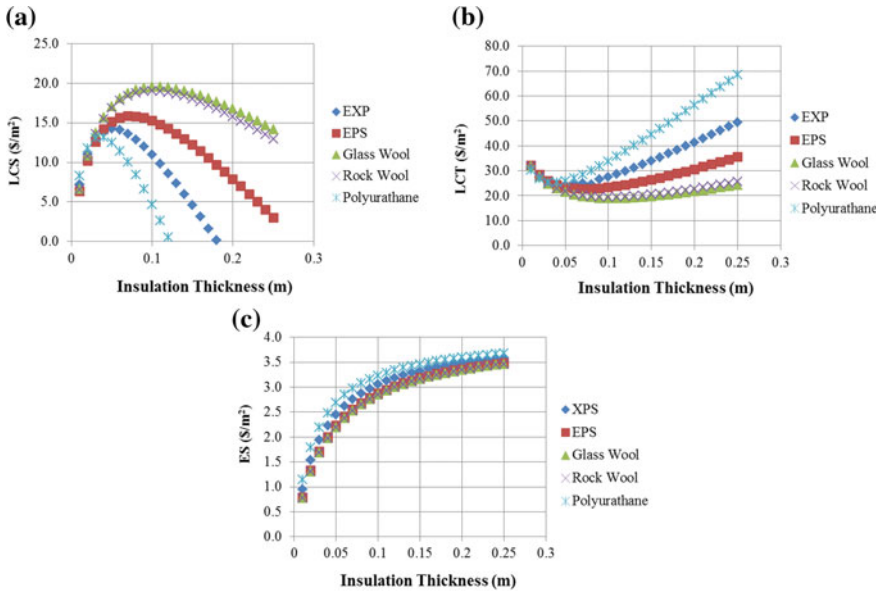 (a)
25.0
20.0
15.0
10.0
5.0
0.0
LCS ($/m²)
0
0.1
0.2
0.3
Insulation Thickness (m)
EXP
EPS
Glass Wool
Rock Wool
Polyurathane
(b)
80.0
70.0
60.0
50.0
40.0
30.0
20.0
10.0
0.0
LCT ($/m²)
0
0.05
0.1
0.15
0.2
0.25
0.3
Insulation Thickness (m)
EXP
EPS
Glass Wool
Rock Wool
Polyurathane
(c)
4.0
3.5
3.0
2.5
2.0
1.5
1.0
0.5
0.0
ES ($/m²)
0
0.05
0.1
0.15
0.2
0.25
0.3
Insulation Thickness (m)
XPS
EPS
Glass Wool
Rock Wool
Polyurathane